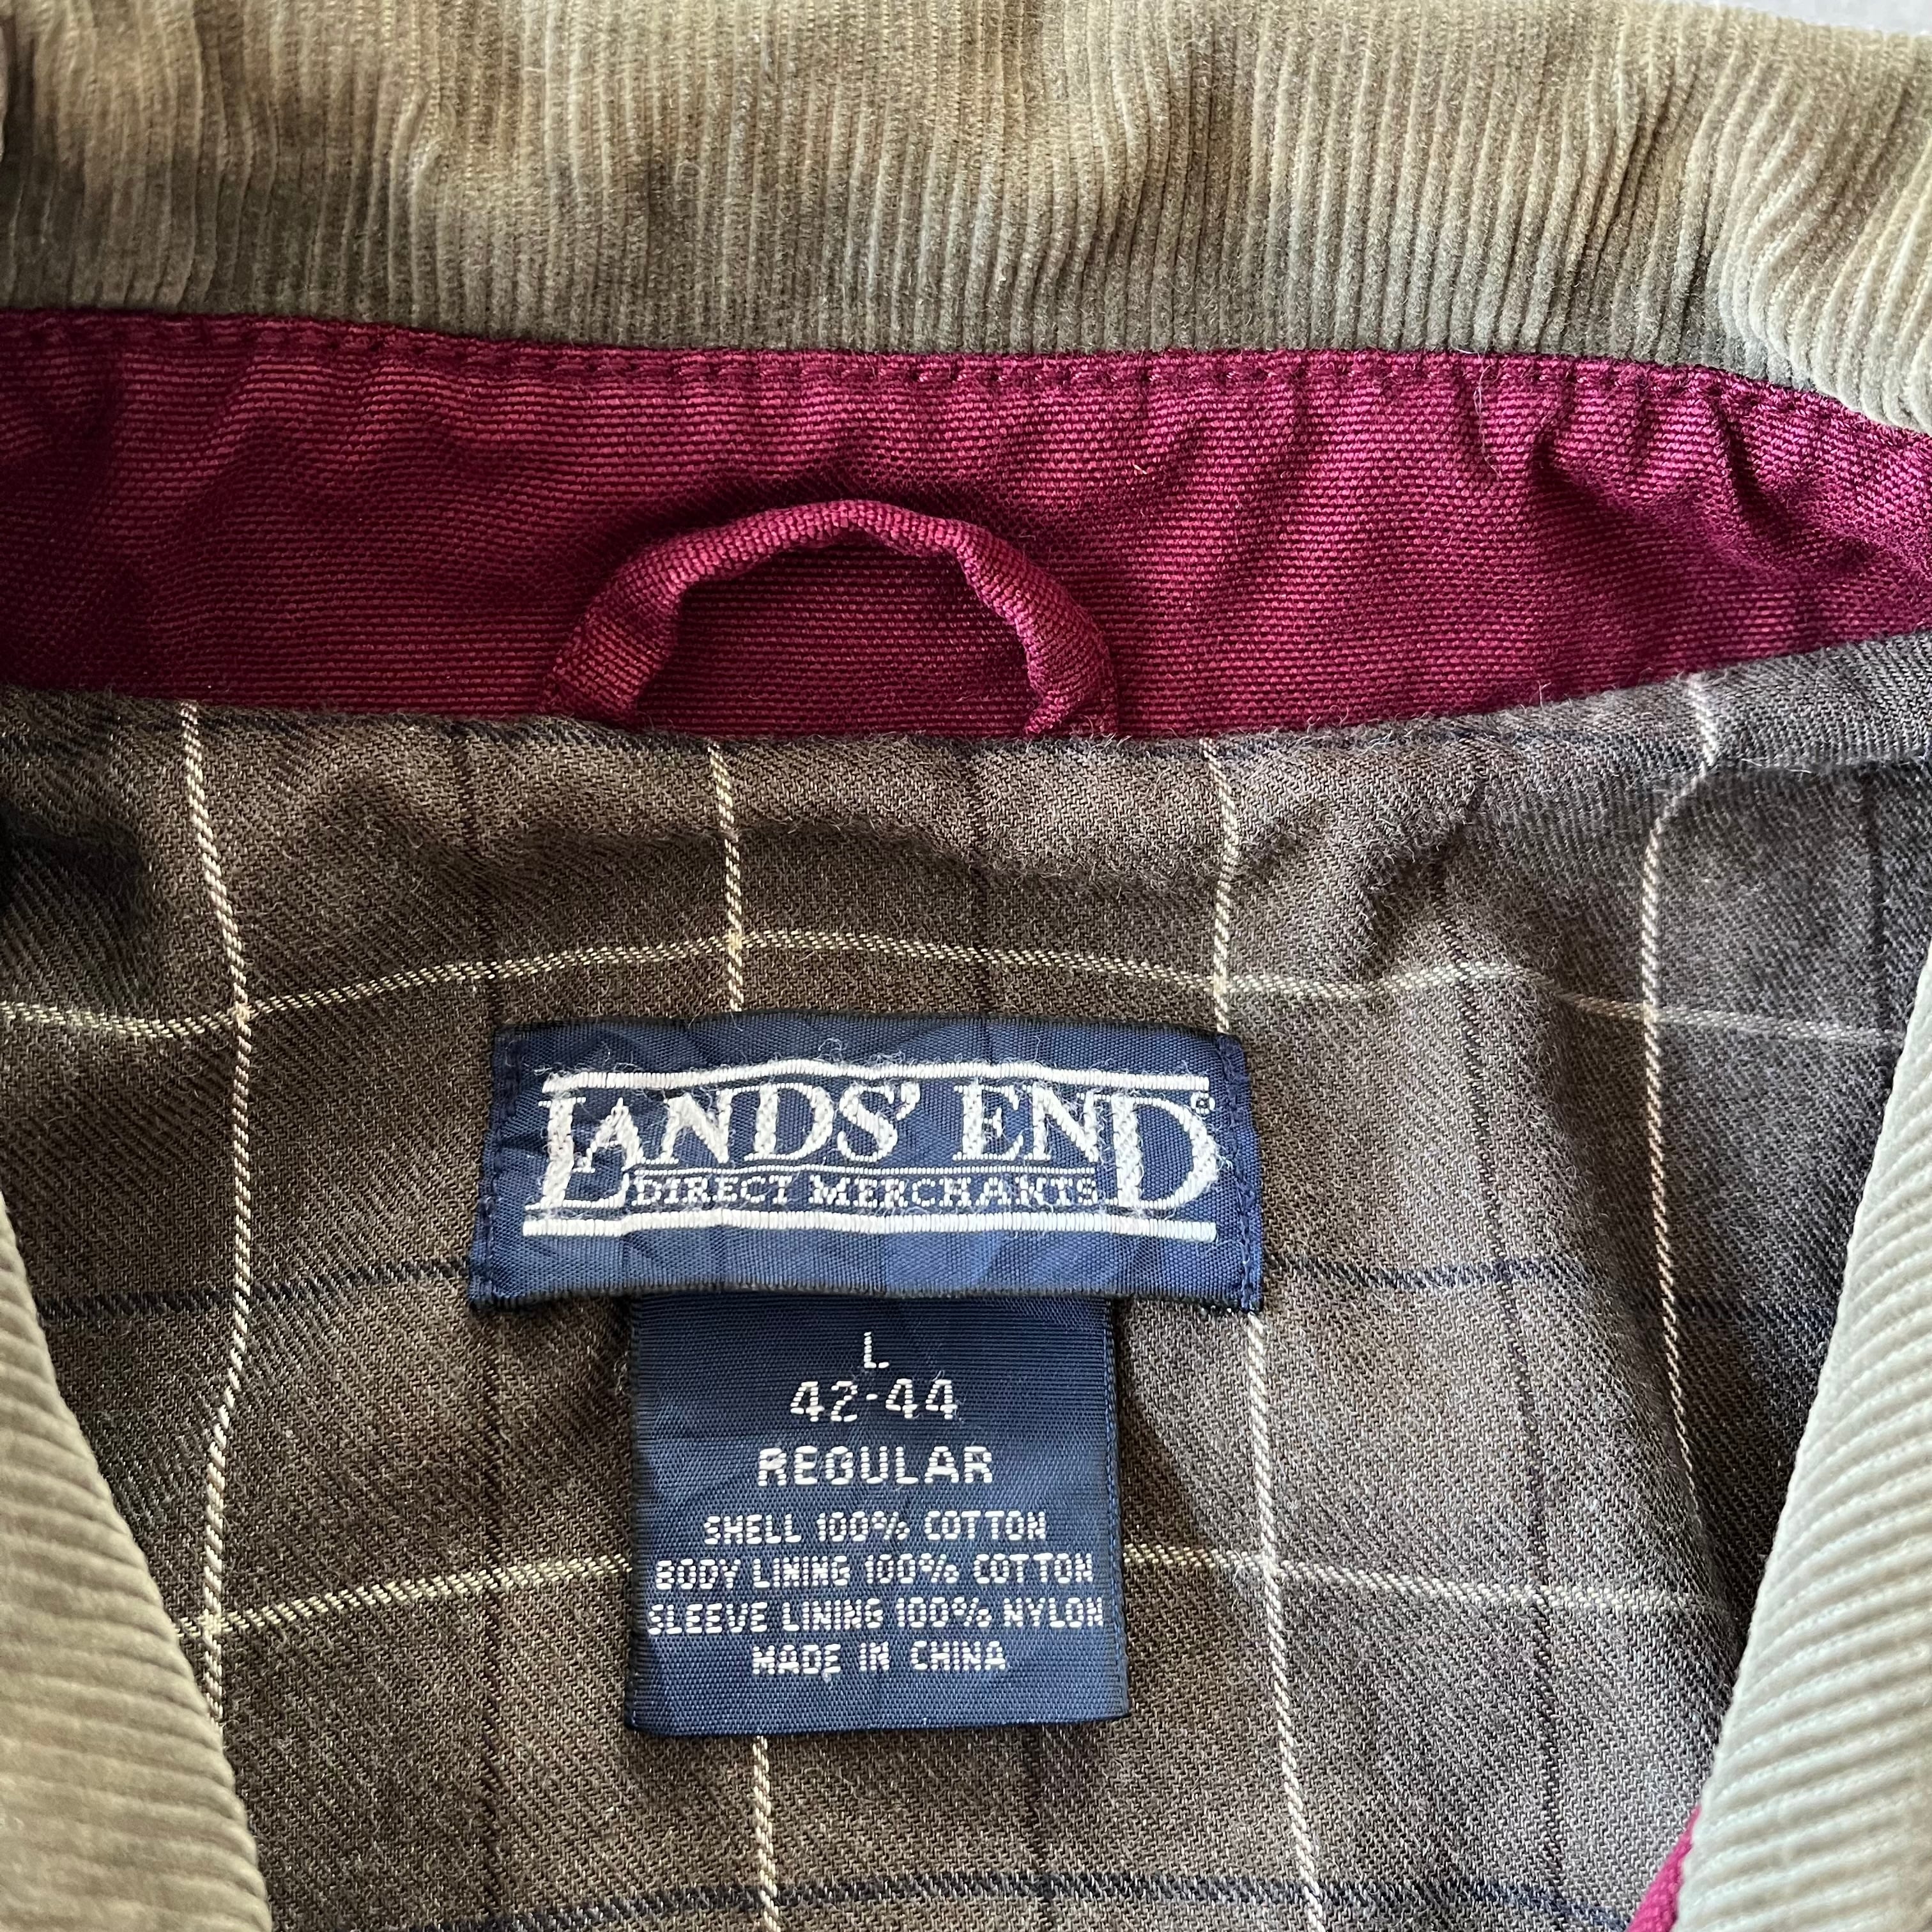 LANDS' END®
DIRECT MERCHANTS
L
42-44
REGULAR
SHELL 100% COTTON
BODY LINING 100% COTTON
SLEEVE LINING 100% NYLON
MADE IN CHINA